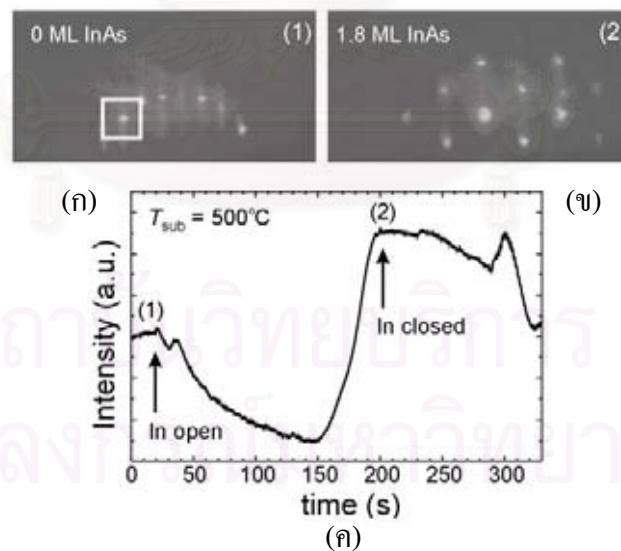 0 ML InAs (1)
1.8 ML InAs (2)
(ก)
(ข)
T_sub = 500°C
(1)
(2)
In open
In closed
Intensity (a.u.)
0 50 100 150 200 250 300
time (s)
(ค)